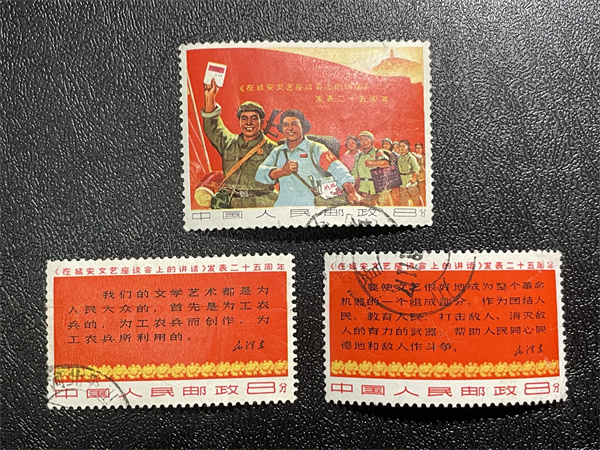 《在延安文艺座谈会上的讲话》
发表二十五周年
中国人民邮政8分
《在延安文艺座谈会上的讲话》发表二十五周年
我们的文学艺术都是为
人民大众的，首先是为工农
兵的，为工农兵而创作，为
工农兵所利用的。
毛泽东
中国人民邮政8分
《在延安文艺座谈会上的讲话》发表二十五周年
要使文艺很好地成为整个革命
机器的一个组成部分，作为团结人
民、教育人民、打击敌人、消灭敌
人的有力的武器，帮助人民同心同
德地和敌人作斗争。
毛泽东
中国人民邮政8分